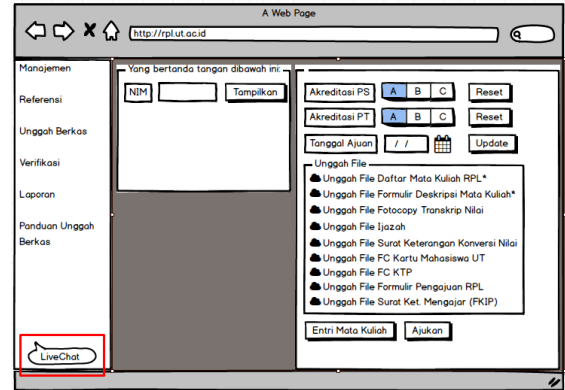 A Web Page
http://rpl.ut.ac.id
Manajemen
Referensi
Unggah Berkas
Verifikasi
Laporan
Panduan Unggah
Berkas
LiveChat
Yang bertanda tangan dibawah ini:
NIM Tampilkan
Akreditasi PS A B C Reset
Akreditasi PT A B C Reset
Tanggal Ajuan / / Update
Unggah File
Unggah File Daftar Mata Kuliah RPL*
Unggah File Formulir Deskripsi Mata Kuliah*
Unggah File Fotocopy Transkrip Nilai
Unggah File Ijazah
Unggah File Surat Keterangan Konversi Nilai
Unggah File FC Kartu Mahasiswa UT
Unggah File FC KTP
Unggah File Formulir Pengajuan RPL
Unggah File Surat Ket. Mengajar (FKIP)
Entri Mata Kuliah Ajukan